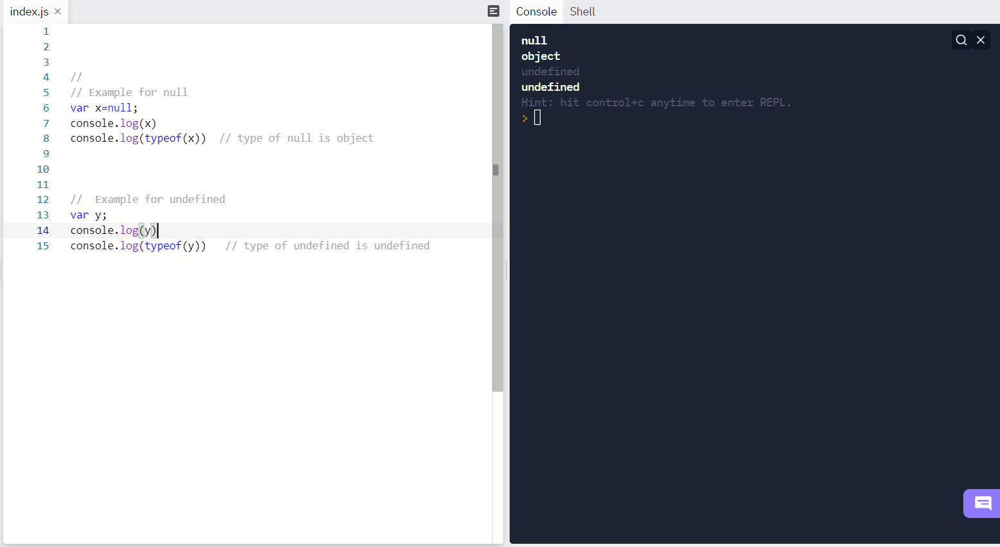 index.js ×
1
2
3
4 //
5 // Example for null
6 var x=null;
7 console.log(x)
8 console.log(typeof(x))  // type of null is object
9
10
11
12 //  Example for undefined
13 var y;
14 console.log(y)
15 console.log(typeof(y))   // type of undefined is undefined
Console Shell
null
object
undefined
undefined
Hint: hit control+c anytime to enter REPL.
>